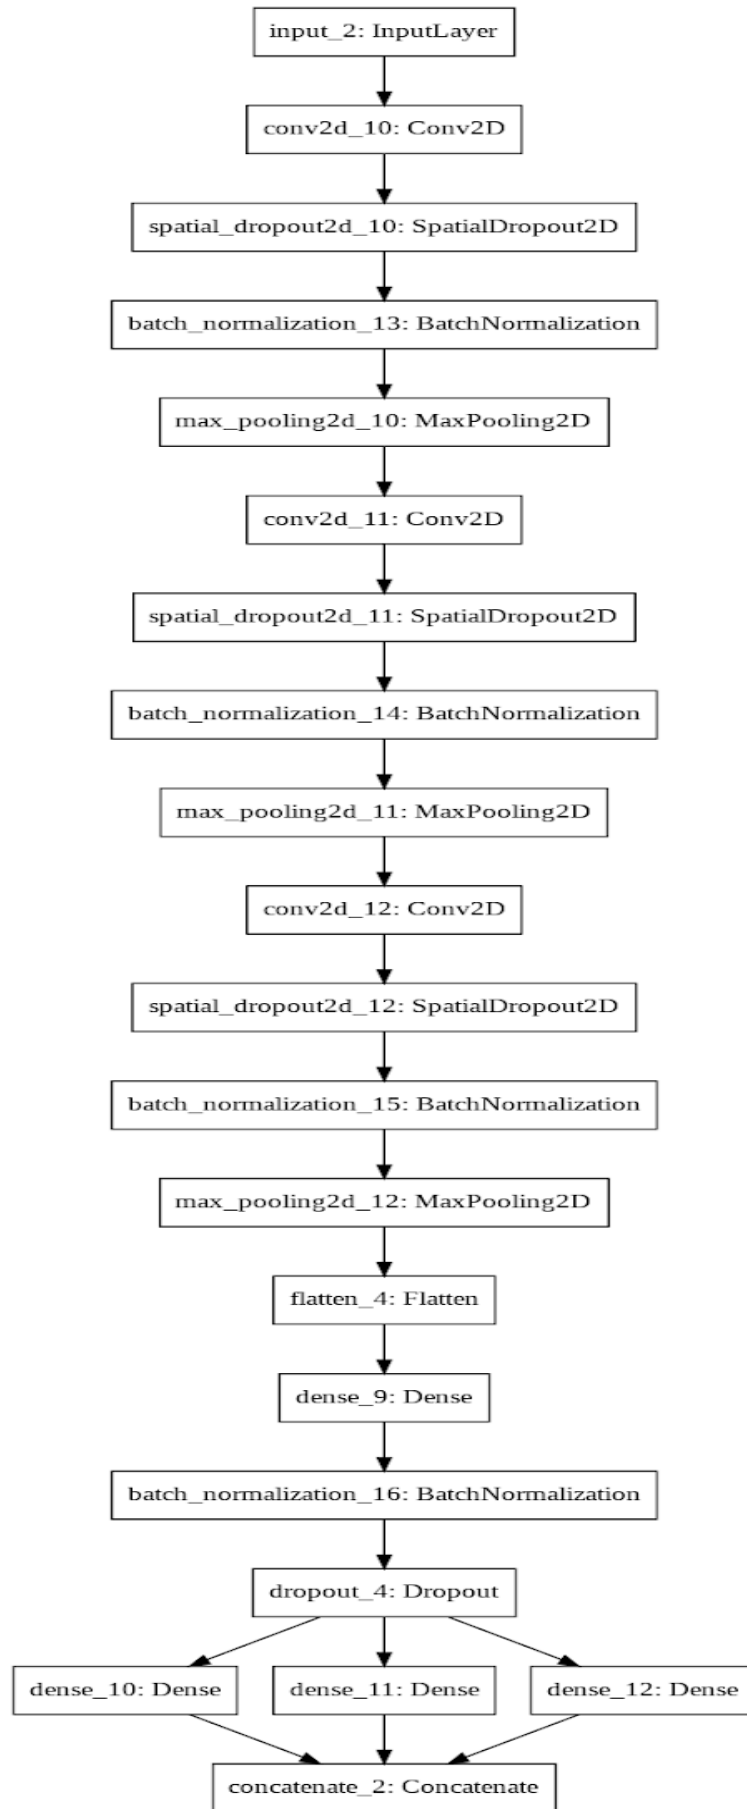 input_2: InputLayer
conv2d_10: Conv2D
spatial_dropout2d_10: SpatialDropout2D
batch_normalization_13: BatchNormalization
max_pooling2d_10: MaxPooling2D
conv2d_11: Conv2D
spatial_dropout2d_11: SpatialDropout2D
batch_normalization_14: BatchNormalization
max_pooling2d_11: MaxPooling2D
conv2d_12: Conv2D
spatial_dropout2d_12: SpatialDropout2D
batch_normalization_15: BatchNormalization
max_pooling2d_12: MaxPooling2D
flatten_4: Flatten
dense_9: Dense
batch_normalization_16: BatchNormalization
dropout_4: Dropout
dense_10: Dense
dense_11: Dense
dense_12: Dense
concatenate_2: Concatenate